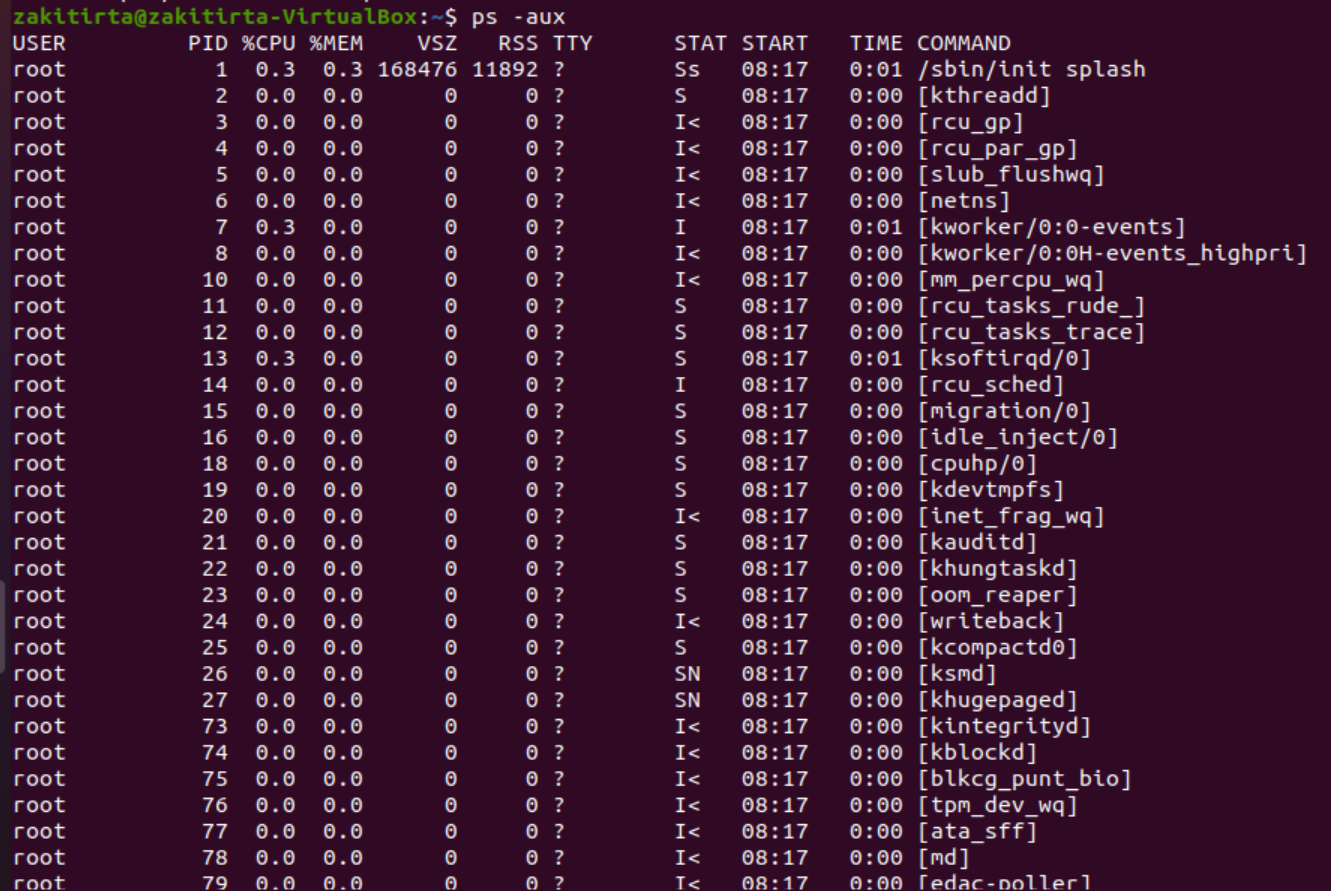 zakitirta@zakitirta-VirtualBox:~$ ps -aux
USER         PID %CPU %MEM    VSZ   RSS TTY      STAT START   TIME COMMAND
root           1  0.3  0.3 168476 11892 ?        Ss   08:17   0:01 /sbin/init splash
root           2  0.0  0.0      0     0 ?        S    08:17   0:00 [kthreadd]
root           3  0.0  0.0      0     0 ?        I<   08:17   0:00 [rcu_gp]
root           4  0.0  0.0      0     0 ?        I<   08:17   0:00 [rcu_par_gp]
root           5  0.0  0.0      0     0 ?        I<   08:17   0:00 [slub_flushwq]
root           6  0.0  0.0      0     0 ?        I<   08:17   0:00 [netns]
root           7  0.3  0.0      0     0 ?        I    08:17   0:01 [kworker/0:0-events]
root           8  0.0  0.0      0     0 ?        I<   08:17   0:00 [kworker/0:0H-events_highpri]
root          10  0.0  0.0      0     0 ?        I<   08:17   0:00 [mm_percpu_wq]
root          11  0.0  0.0      0     0 ?        S    08:17   0:00 [rcu_tasks_rude_]
root          12  0.0  0.0      0     0 ?        S    08:17   0:00 [rcu_tasks_trace]
root          13  0.3  0.0      0     0 ?        S    08:17   0:01 [ksoftirqd/0]
root          14  0.0  0.0      0     0 ?        I    08:17   0:00 [rcu_sched]
root          15  0.0  0.0      0     0 ?        S    08:17   0:00 [migration/0]
root          16  0.0  0.0      0     0 ?        S    08:17   0:00 [idle_inject/0]
root          18  0.0  0.0      0     0 ?        S    08:17   0:00 [cpuhp/0]
root          19  0.0  0.0      0     0 ?        S    08:17   0:00 [kdevtmpfs]
root          20  0.0  0.0      0     0 ?        I<   08:17   0:00 [inet_frag_wq]
root          21  0.0  0.0      0     0 ?        S    08:17   0:00 [kauditd]
root          22  0.0  0.0      0     0 ?        S    08:17   0:00 [khungtaskd]
root          23  0.0  0.0      0     0 ?        S    08:17   0:00 [oom_reaper]
root          24  0.0  0.0      0     0 ?        I<   08:17   0:00 [writeback]
root          25  0.0  0.0      0     0 ?        S    08:17   0:00 [kcompactd0]
root          26  0.0  0.0      0     0 ?        SN   08:17   0:00 [ksmd]
root          27  0.0  0.0      0     0 ?        SN   08:17   0:00 [khugepaged]
root          73  0.0  0.0      0     0 ?        I<   08:17   0:00 [kintegrityd]
root          74  0.0  0.0      0     0 ?        I<   08:17   0:00 [kblockd]
root          75  0.0  0.0      0     0 ?        I<   08:17   0:00 [blkcg_punt_bio]
root          76  0.0  0.0      0     0 ?        I<   08:17   0:00 [tpm_dev_wq]
root          77  0.0  0.0      0     0 ?        I<   08:17   0:00 [ata_sff]
root          78  0.0  0.0      0     0 ?        I<   08:17   0:00 [md]
root          79  0.0  0.0      0     0 ?        I<   08:17   0:00 [edac-poller]